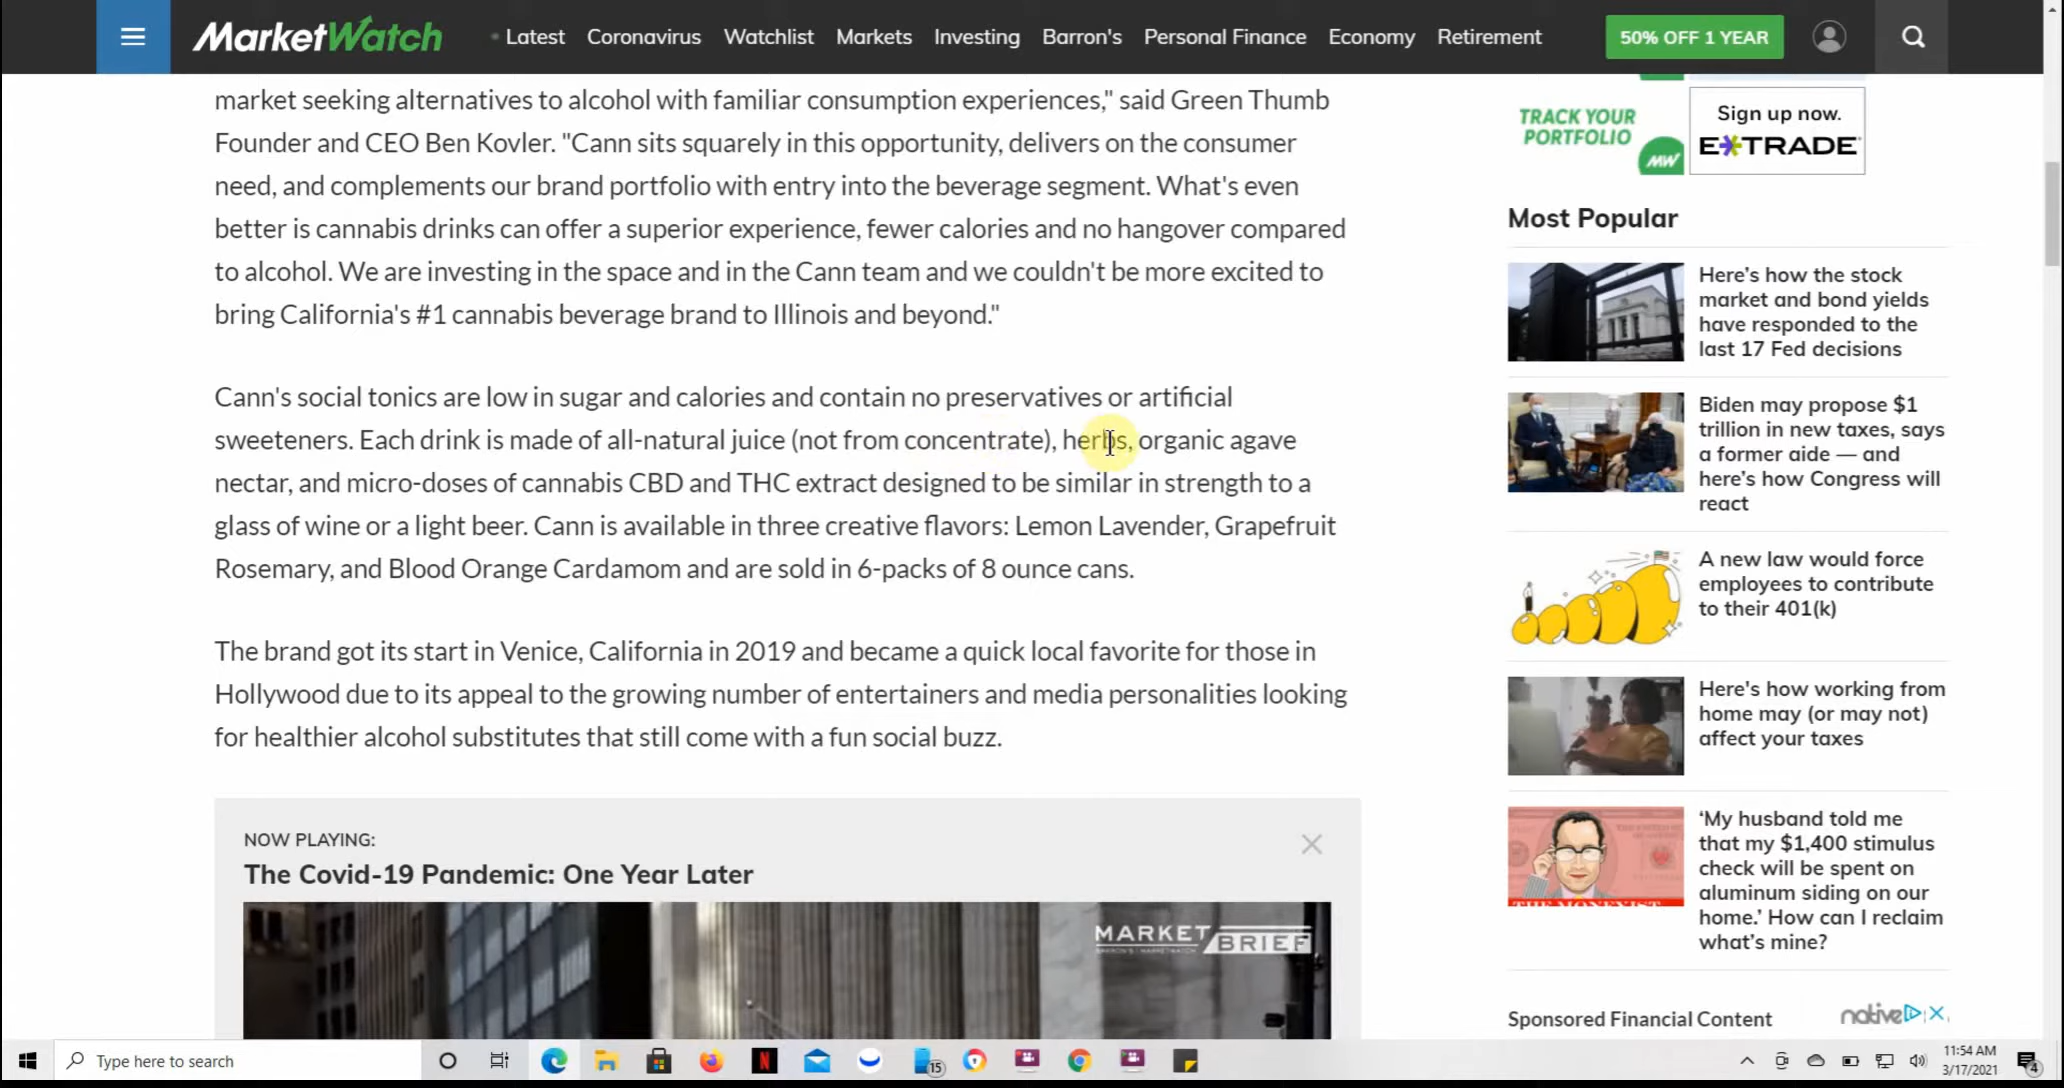 MarketWatch
Latest Coronavirus Watchlist Markets Investing Barron's Personal Finance Economy Retirement
50% OFF 1 YEAR
market seeking alternatives to alcohol with familiar consumption experiences," said Green Thumb
Founder and CEO Ben Kovler. "Cann sits squarely in this opportunity, delivers on the consumer
need, and complements our brand portfolio with entry into the beverage segment. What's even
better is cannabis drinks can offer a superior experience, fewer calories and no hangover compared
to alcohol. We are investing in the space and in the Cann team and we couldn't be more excited to
bring California's #1 cannabis beverage brand to Illinois and beyond."
Cann's social tonics are low in sugar and calories and contain no preservatives or artificial
sweeteners. Each drink is made of all-natural juice (not from concentrate), herbs, organic agave
nectar, and micro-doses of cannabis CBD and THC extract designed to be similar in strength to a
glass of wine or a light beer. Cann is available in three creative flavors: Lemon Lavender, Grapefruit
Rosemary, and Blood Orange Cardamom and are sold in 6-packs of 8 ounce cans.
The brand got its start in Venice, California in 2019 and became a quick local favorite for those in
Hollywood due to its appeal to the growing number of entertainers and media personalities looking
for healthier alcohol substitutes that still come with a fun social buzz.
NOW PLAYING:
The Covid-19 Pandemic: One Year Later
MARKET
BRIEF
BARRON'S | MARKETWATCH
TRACK YOUR
PORTFOLIO
MW
Sign up now.
E*TRADE
Most Popular
Here's how the stock
market and bond yields
have responded to the
last 17 Fed decisions
Biden may propose $1
trillion in new taxes, says
a former aide — and
here's how Congress will
react
A new law would force
employees to contribute
to their 401(k)
Here's how working from
home may (or may not)
affect your taxes
THE MONEYIST
‘My husband told me
that my $1,400 stimulus
check will be spent on
aluminum siding on our
home.’ How can I reclaim
what's mine?
Sponsored Financial Content
native
Type here to search
15
11:54 AM
3/17/2021
4